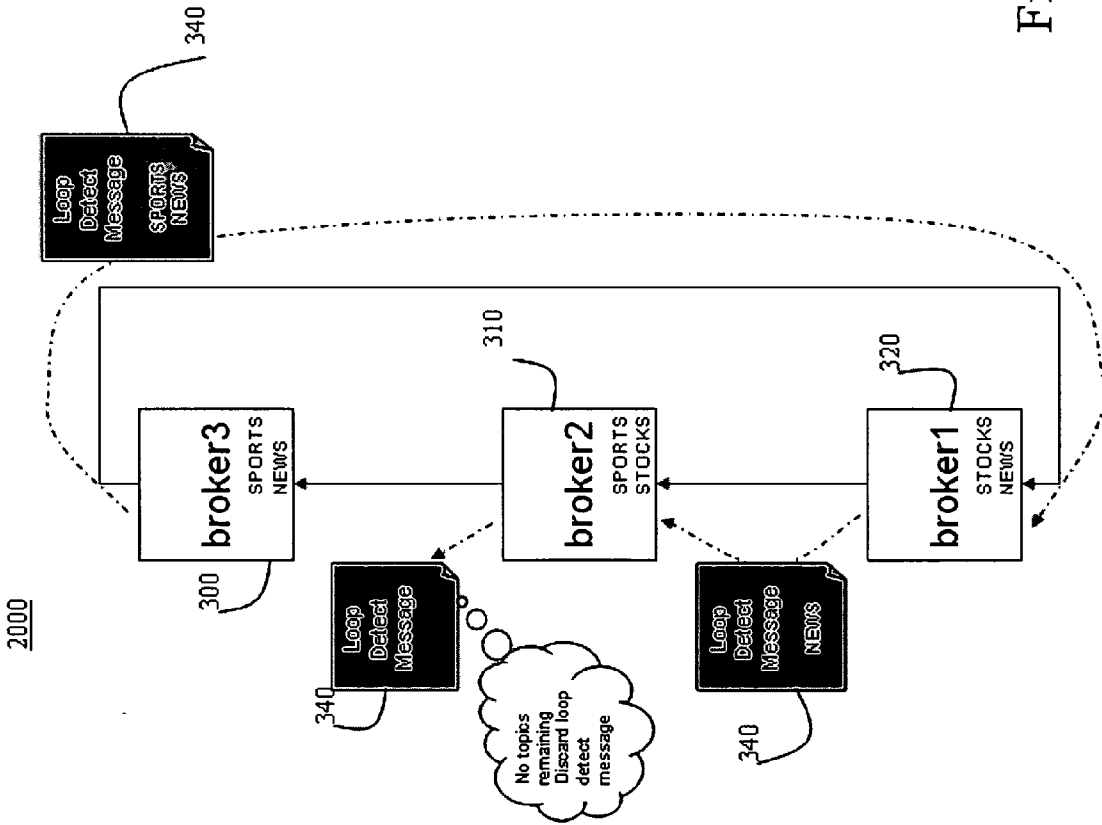 2000
340
Loop
Detect
Message
SPORTS
NEWS
300
broker3
SPORTS
NEWS
310
broker2
SPORTS
STOCKS
320
broker1
STOCKS
NEWS
340
Loop
Detect
Message
No topics
remaining
Discard loop
detect
message
340
Loop
Detect
Message
NEWS